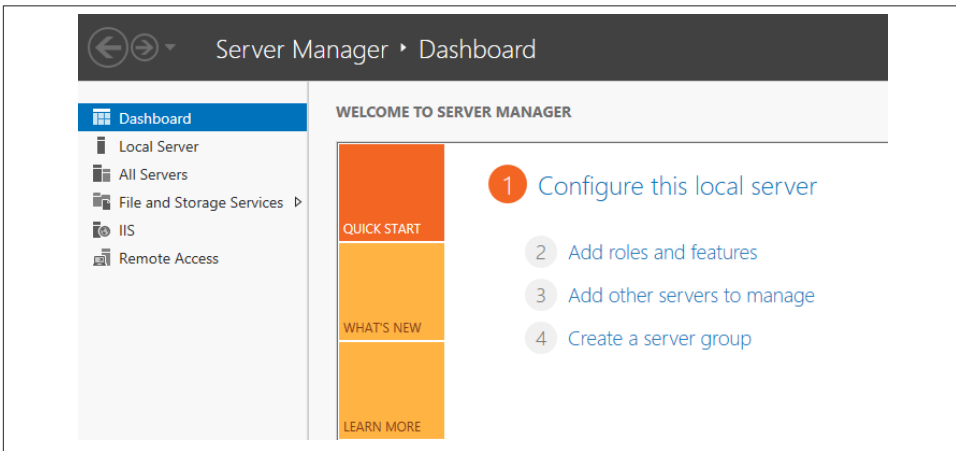 Server Manager ‣ Dashboard
Dashboard
Local Server
All Servers
File and Storage Services
IIS
Remote Access
WELCOME TO SERVER MANAGER
QUICK START
WHAT'S NEW
LEARN MORE
1 Configure this local server
2 Add roles and features
3 Add other servers to manage
4 Create a server group